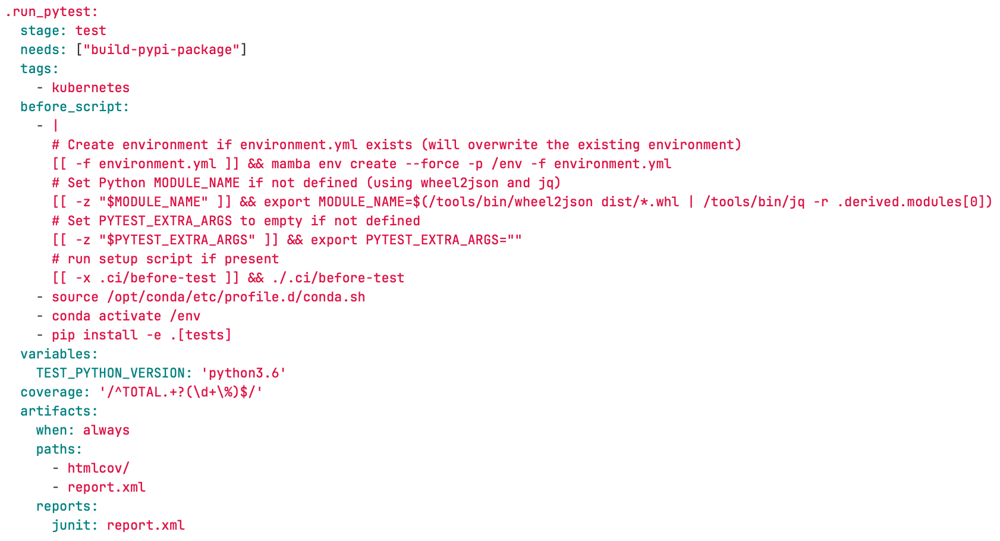 .run_pytest:
  stage: test
  needs: ["build-pypi-package"]
  tags:
    - kubernetes
  before_script:
    - |
      # Create environment if environment.yml exists (will overwrite the existing environment)
      [[ -f environment.yml ]] && mamba env create --force -p /env -f environment.yml
      # Set Python MODULE_NAME if not defined (using wheel2json and jq)
      [[ -z "$MODULE_NAME" ]] && export MODULE_NAME=$(/tools/bin/wheel2json dist/*.whl | /tools/bin/jq -r .derived.modules[0])
      # Set PYTEST_EXTRA_ARGS to empty if not defined
      [[ -z "$PYTEST_EXTRA_ARGS" ]] && export PYTEST_EXTRA_ARGS=""
      # run setup script if present
      [[ -x .ci/before-test ]] && ./.ci/before-test
    - source /opt/conda/etc/profile.d/conda.sh
    - conda activate /env
    - pip install -e .[tests]
  variables:
    TEST_PYTHON_VERSION: 'python3.6'
  coverage: '/^TOTAL.+?(\d+\%)$/'
  artifacts:
    when: always
    paths:
      - htmlcov/
      - report.xml
    reports:
      junit: report.xml